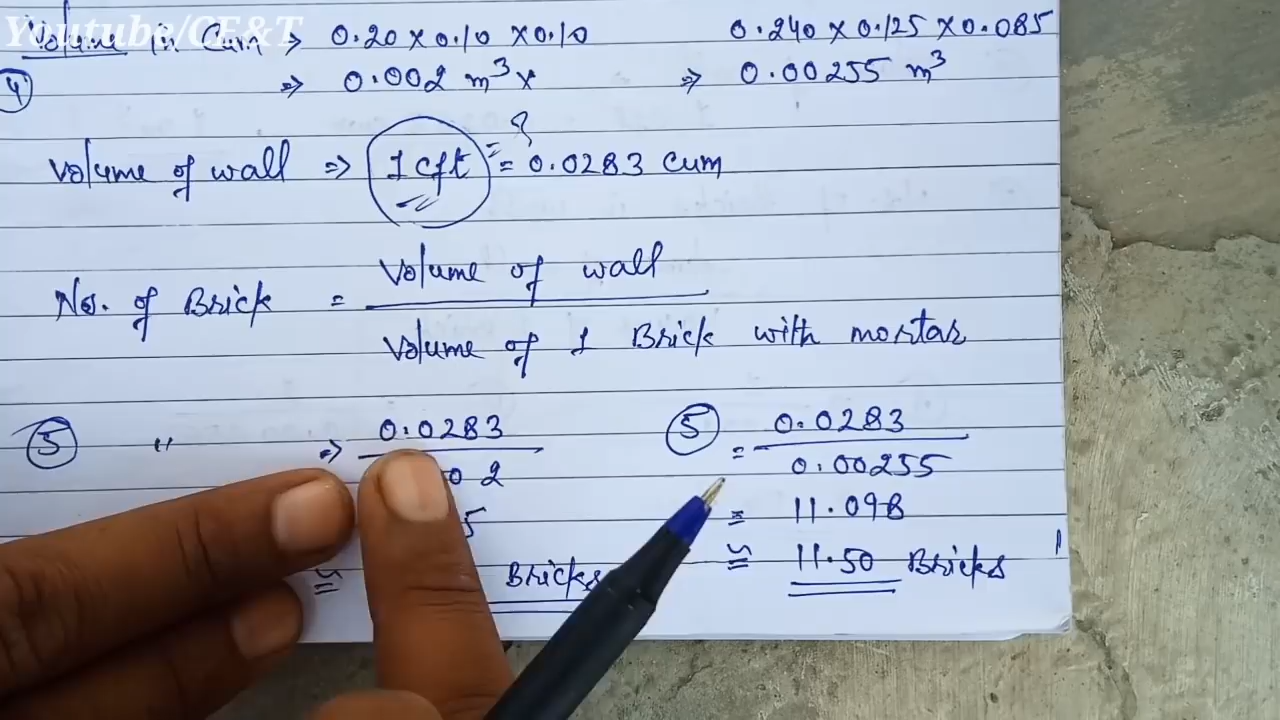 Youtube/CE&T
Volume in Cum → 0.20 × 0.10 × 0.10 0.240 × 0.125 × 0.085
④ ⇒ 0.002 m³ × ⇒ 0.00255 m³
?
Volume of wall ⇒ 1 cft = 0.0283 Cum
Volume of wall
No. of Brick =
Volume of 1 Brick with mortar
⑤ " ⇒ 0.0283 ⑤ = 0.0283
02 0.00255
5 = 11.098
≅ Bricks ≅ 11.50 Bricks